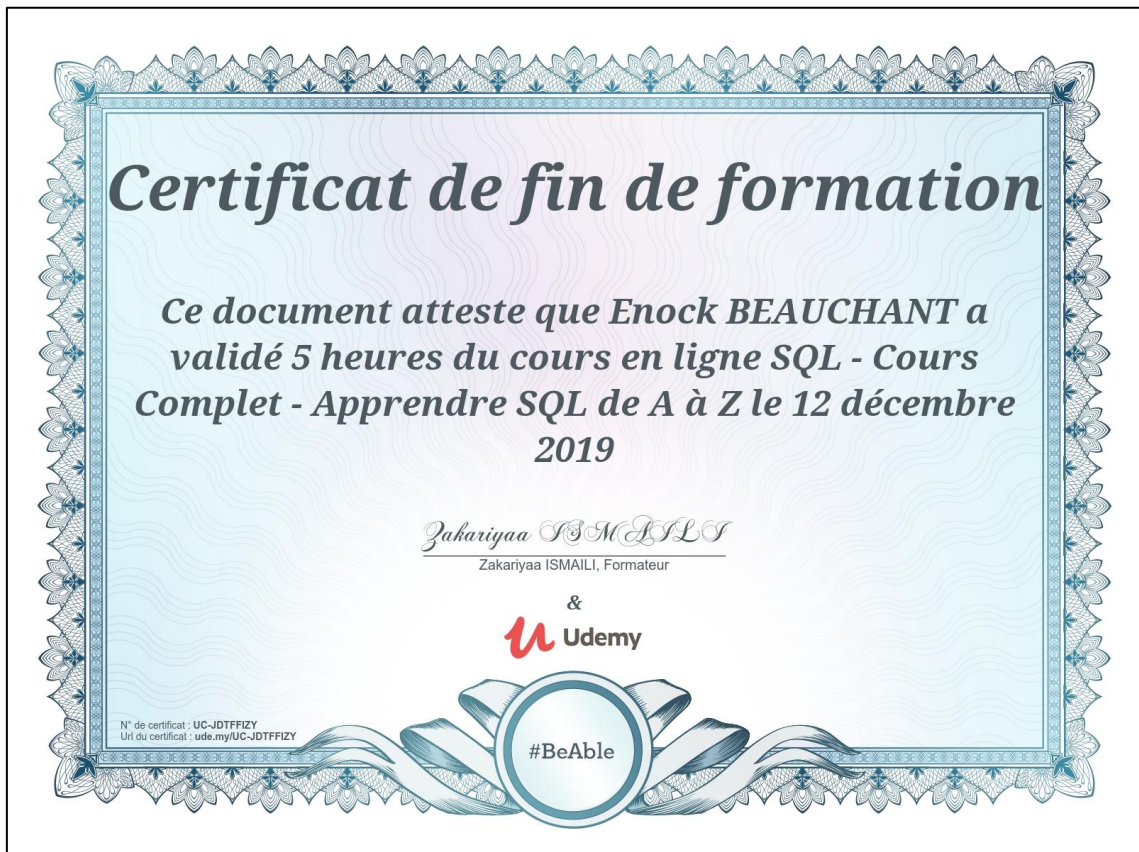 Certificat de fin de formation
Ce document atteste que Enock BEAUCHANT a
validé 5 heures du cours en ligne SQL - Cours
Complet - Apprendre SQL de A à Z le 12 décembre
2019
Zakariyaa ISMAILI
Zakariyaa ISMAILI, Formateur
&
Udemy
N° de certificat : UC-JDTFFIZY
Url du certificat : ude.my/UC-JDTFFIZY
#BeAble